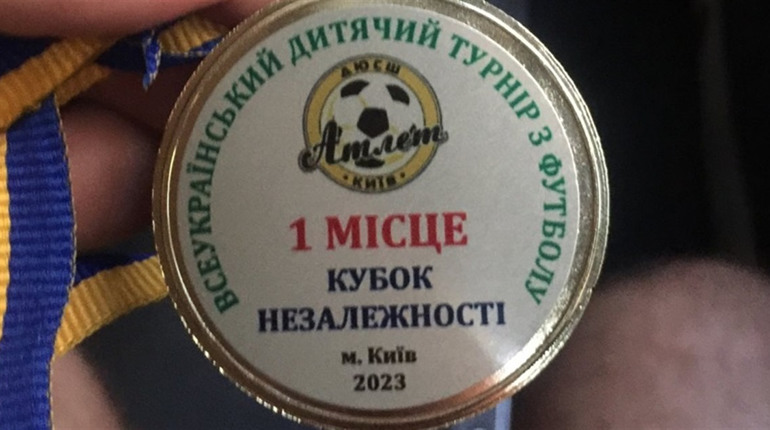 ВСЕУКРАЇНСЬКИЙ ДИТЯЧИЙ ТУРНІР З ФУТБОЛУ
ДЮСШ
Атлет
КИЇВ
1 МІСЦЕ
КУБОК
НЕЗАЛЕЖНОСТІ
м. Київ
2023